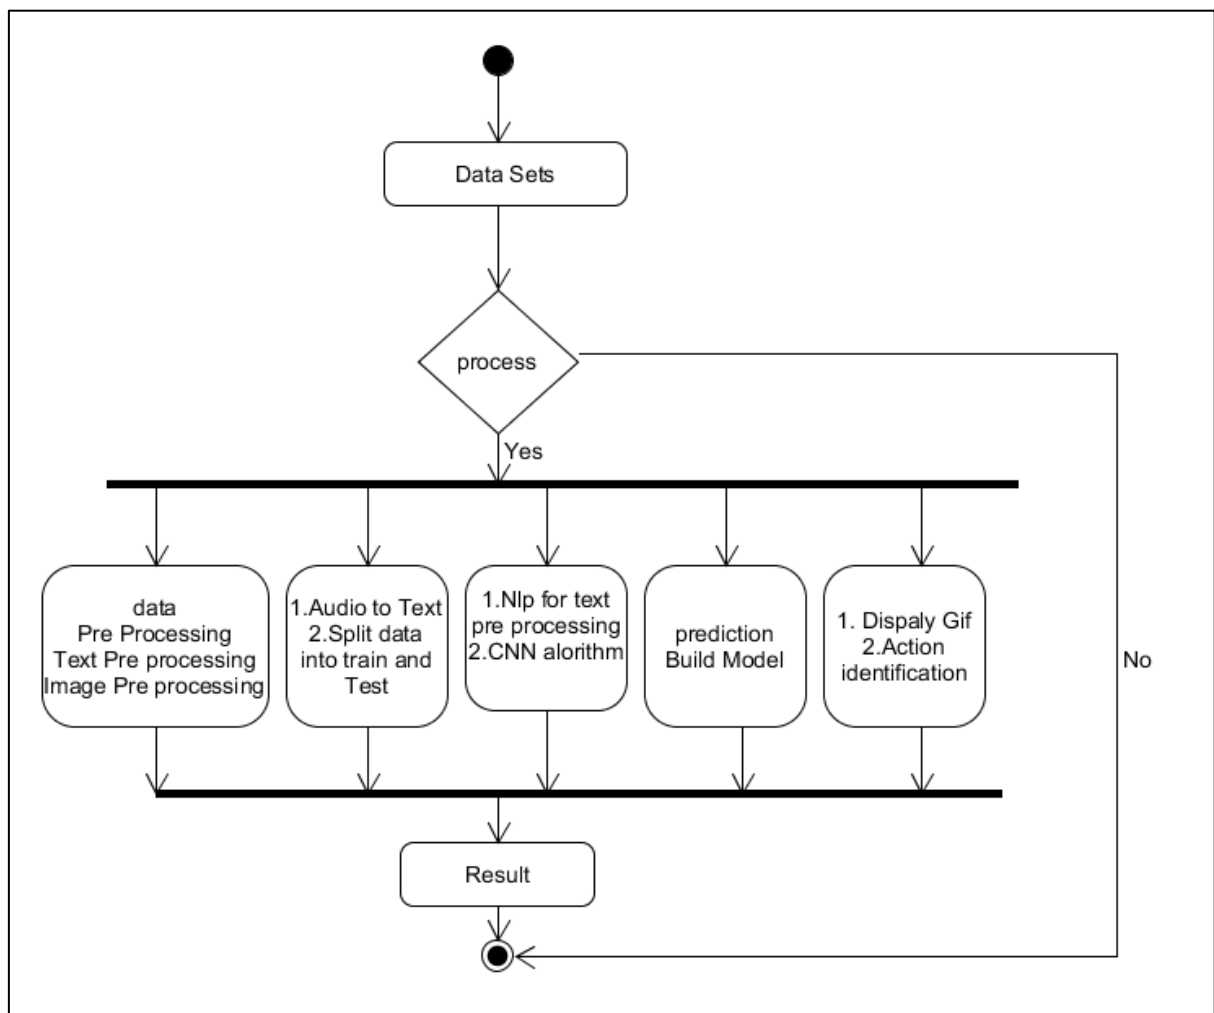 Data Sets
process
Yes
data
Pre Processing
Text Pre processing
Image Pre processing
1.Audio to Text
2.Split data
into train and
Test
1.Nlp for text
pre processing
2.CNN alorithm
prediction
Build Model
1. Dispaly Gif
2.Action
identification
No
Result